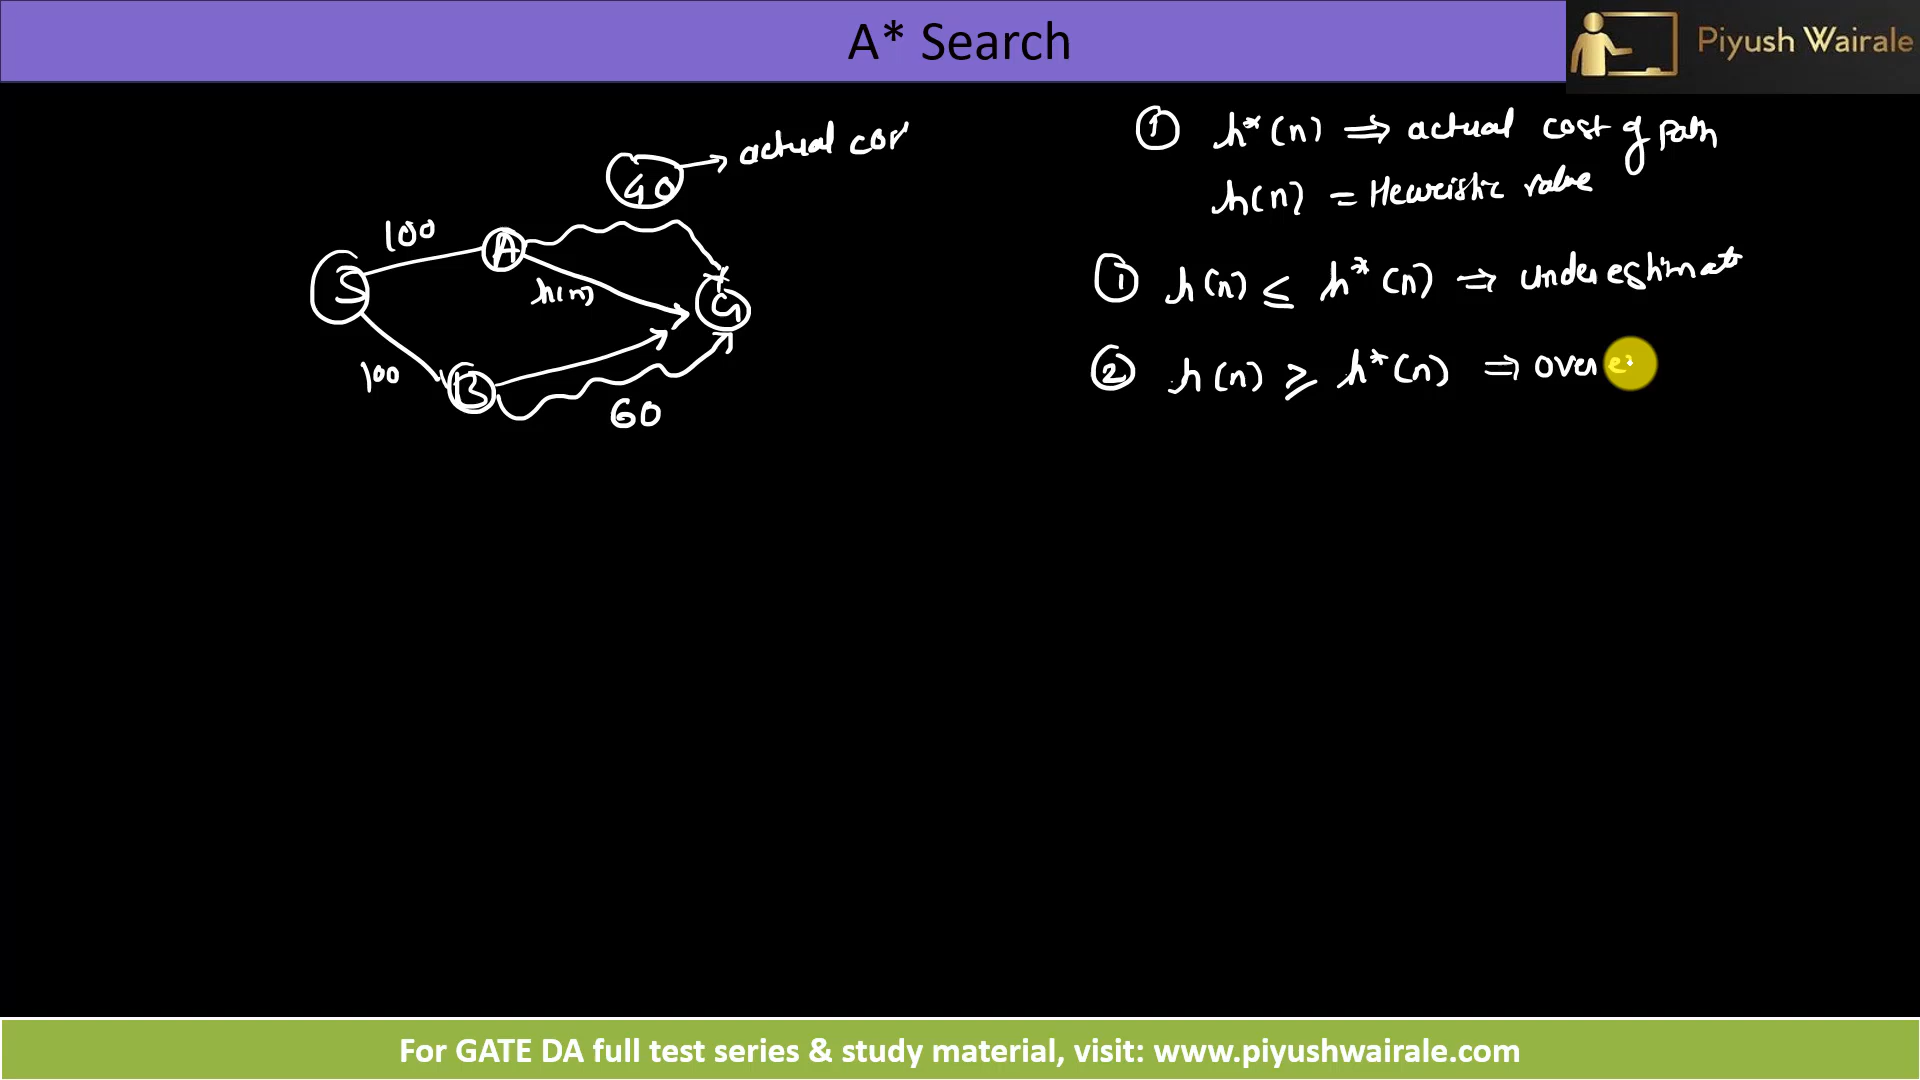 A* Search
Piyush Wairale
40 → actual cos
100
S
A
h(n)
G
100
B
60
① h*(n) ⇒ actual cost of path
h(n) = Heuristic value
① h(n) ≤ h*(n) ⇒ underestimate
② h(n) ≥ h*(n) ⇒ over
For GATE DA full test series & study material, visit: www.piyushwairale.com